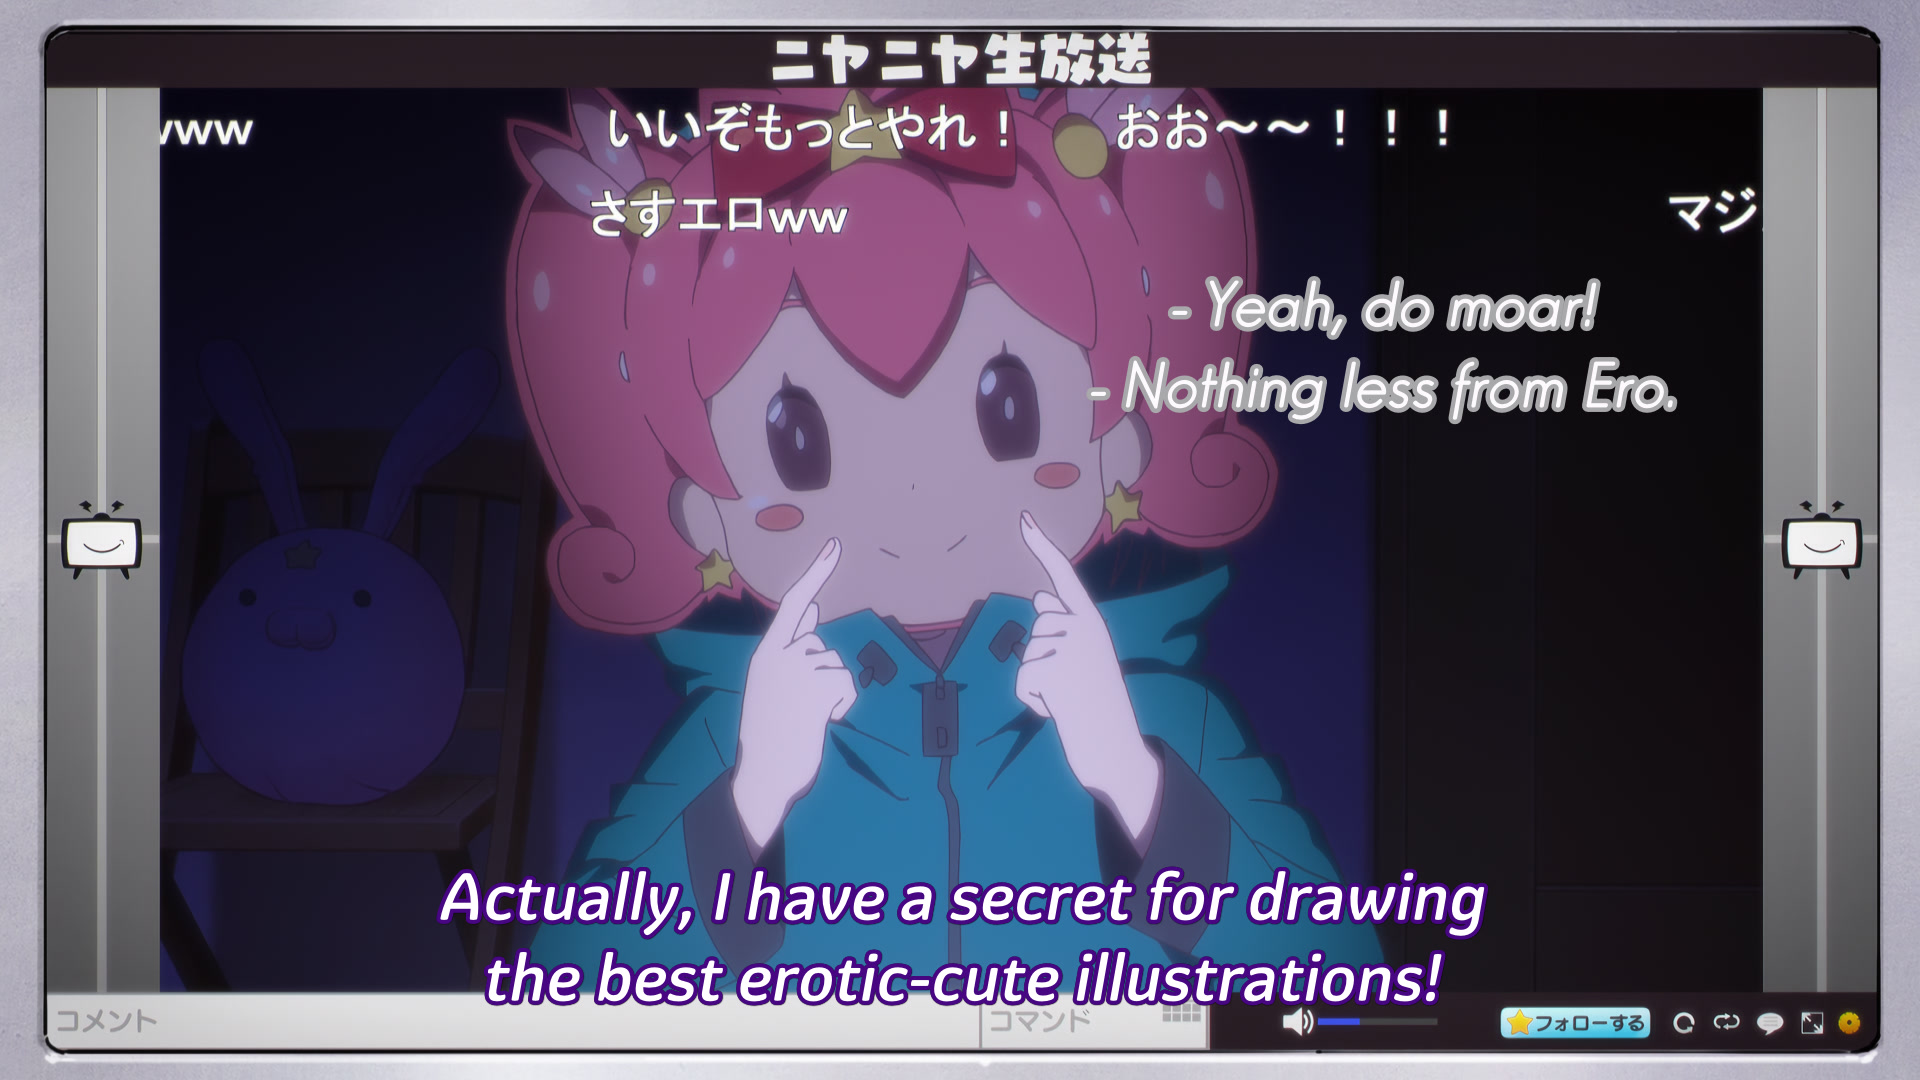 ニヤニヤ生放送
www
いいぞもっとやれ！
おお～～！！！
さすエロww
マジ
- Yeah, do moar!
- Nothing less from Ero.
Actually, I have a secret for drawing
the best erotic-cute illustrations!
コメント
コマンド
フォローする